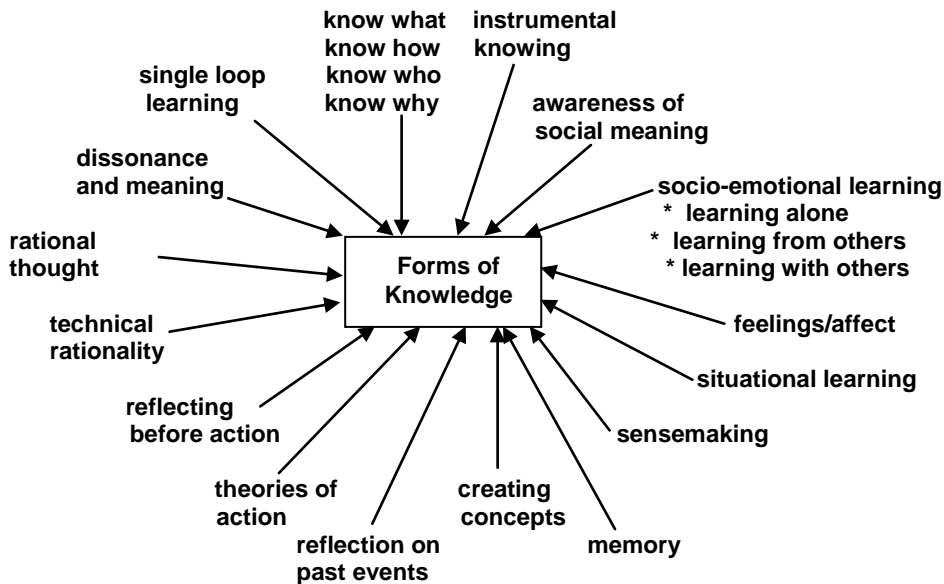 know what
know how
know who
know why
instrumental
knowing
single loop
learning
awareness of
social meaning
dissonance
and meaning
socio-emotional learning
* learning alone
* learning from others
* learning with others
rational
thought
Forms of
Knowledge
technical
rationality
feelings/affect
situational learning
reflecting
before action
sensemaking
theories of
action
creating
concepts
reflection on
past events
memory